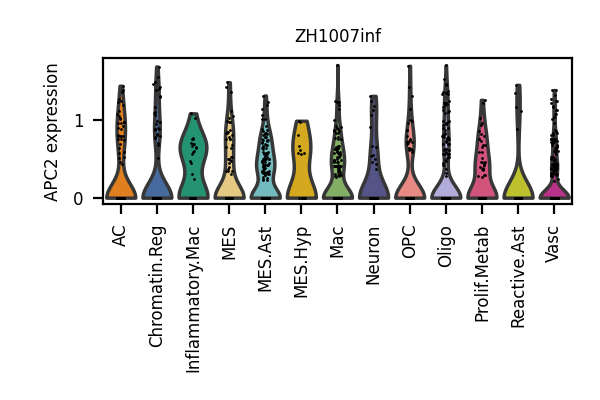 ZH1007inf
APC2 expression
1
0
AC
Chromatin.Reg
Inflammatory.Mac
MES
MES.Ast
MES.Hyp
Mac
Neuron
OPC
Oligo
Prolif.Metab
Reactive.Ast
Vasc